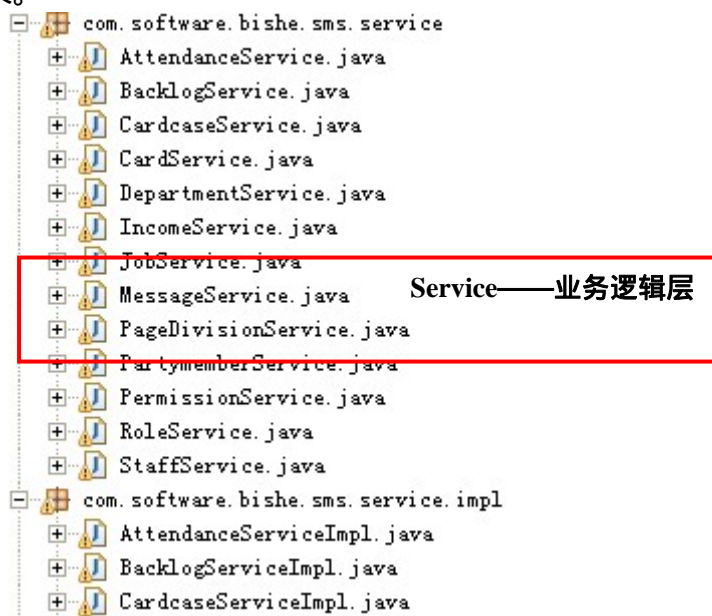 com.software.bishe.sms.service
AttendanceService.java
BacklogService.java
CardcaseService.java
CardService.java
DepartmentService.java
IncomeService.java
JobService.java
MessageService.java
Service——业务逻辑层
PageDivisionService.java
PartymemberService.java
PermissionService.java
RoleService.java
StaffService.java
com.software.bishe.sms.service.impl
AttendanceServiceImpl.java
BacklogServiceImpl.java
CardcaseServiceImpl.java